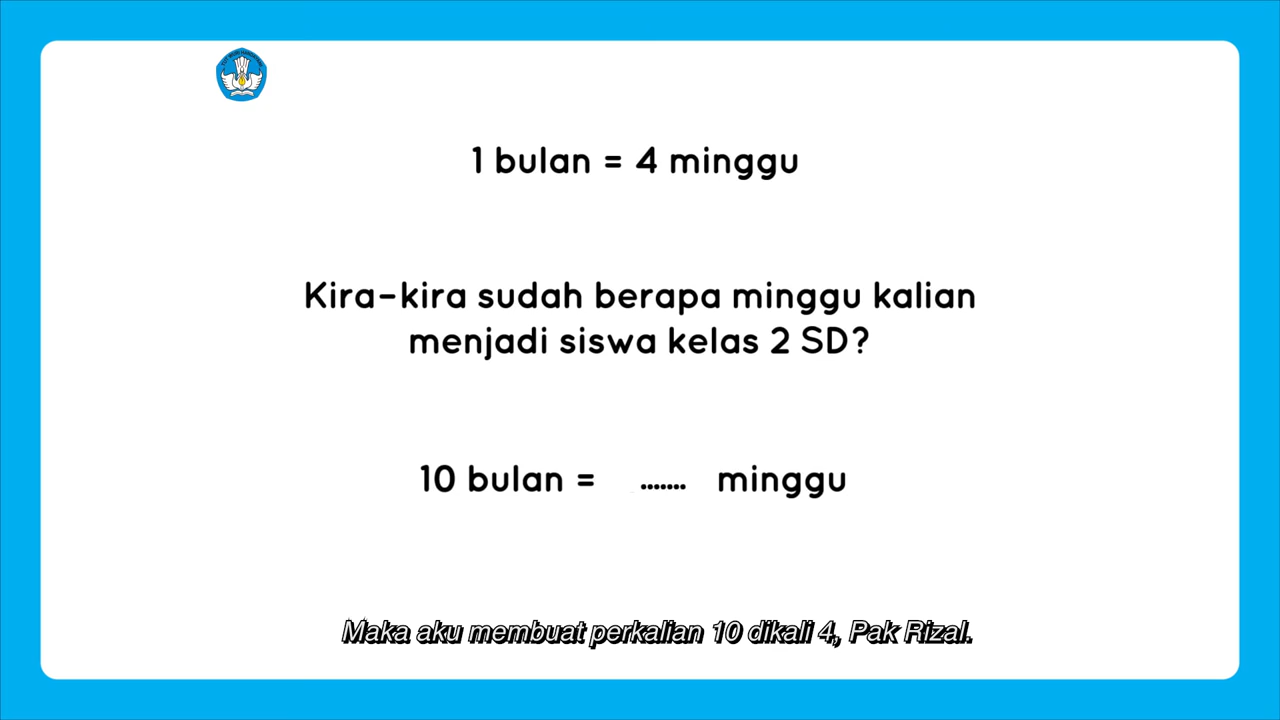 1 bulan = 4 minggu
Kira-kira sudah berapa minggu kalian
menjadi siswa kelas 2 SD?
10 bulan = ....... minggu
Maka aku membuat perkalian 10 dikali 4, Pak Rizal.